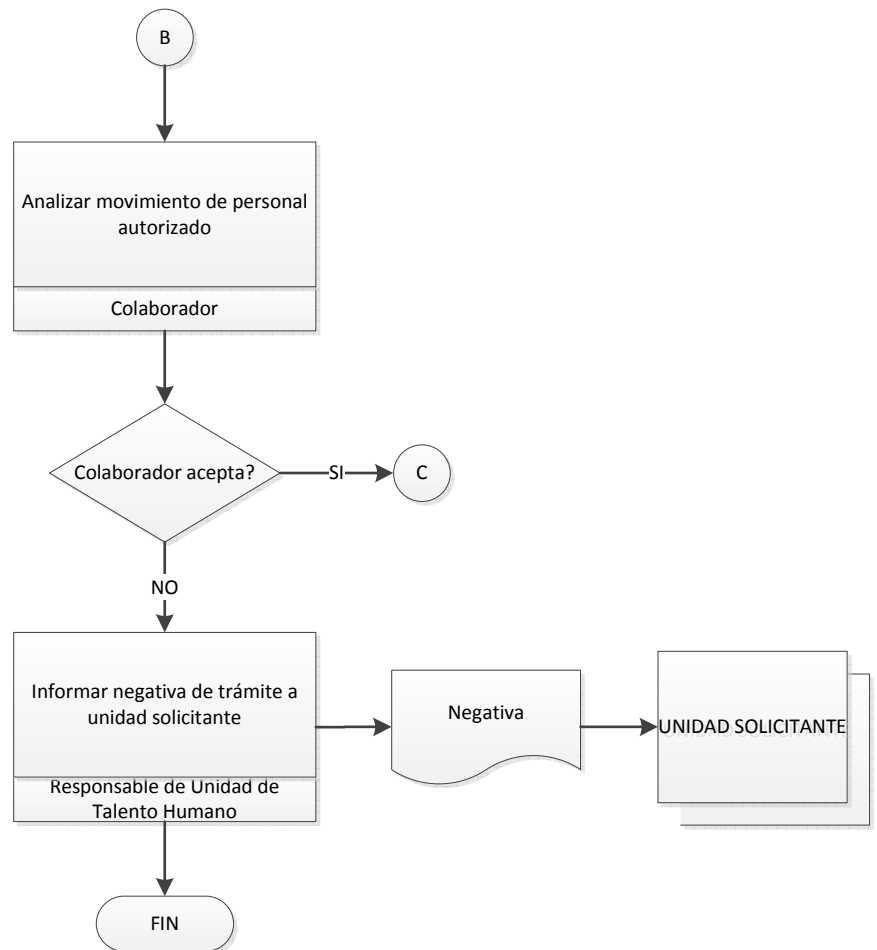 B
Analizar movimiento de personal
autorizado
Colaborador
Colaborador acepta?
SI
C
NO
Informar negativa de trámite a
unidad solicitante
Responsable de Unidad de
Talento Humano
Negativa
UNIDAD SOLICITANTE
FIN